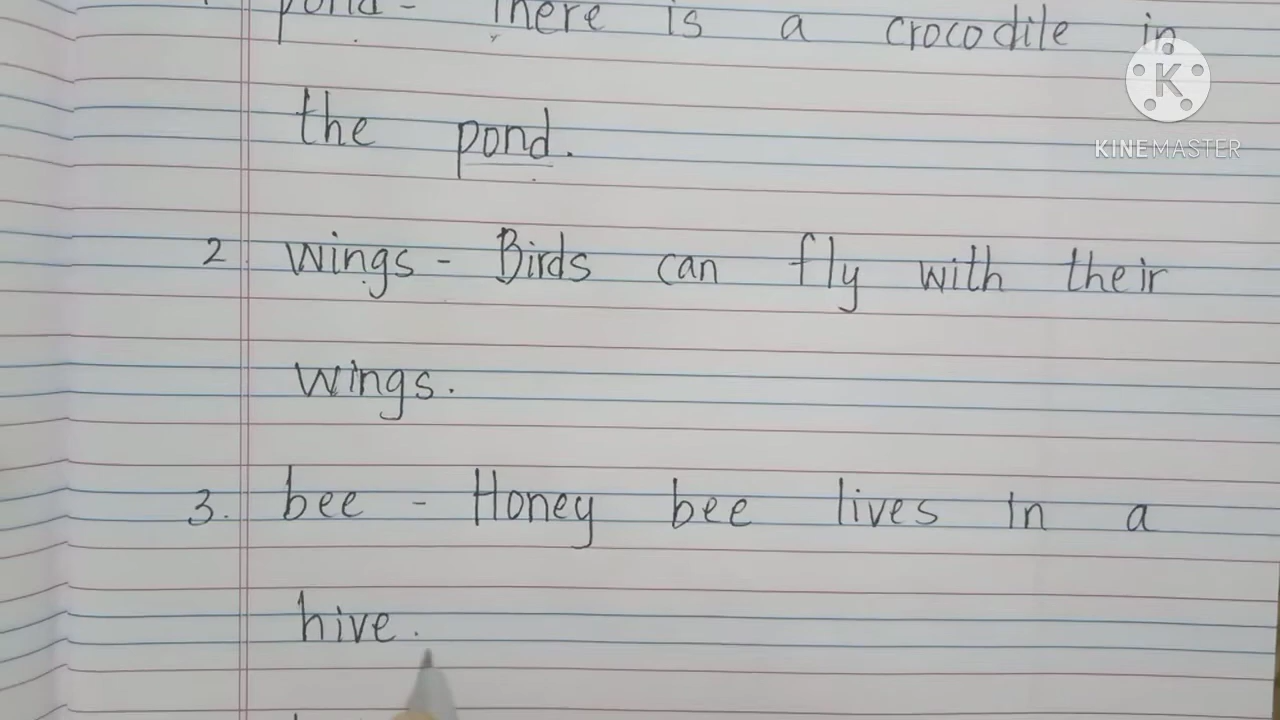 pond - There is a crocodile in
the pond.
2 wings - Birds can fly with their
wings.
3. bee - Honey bee lives in a
hive.
K
KINEMASTER